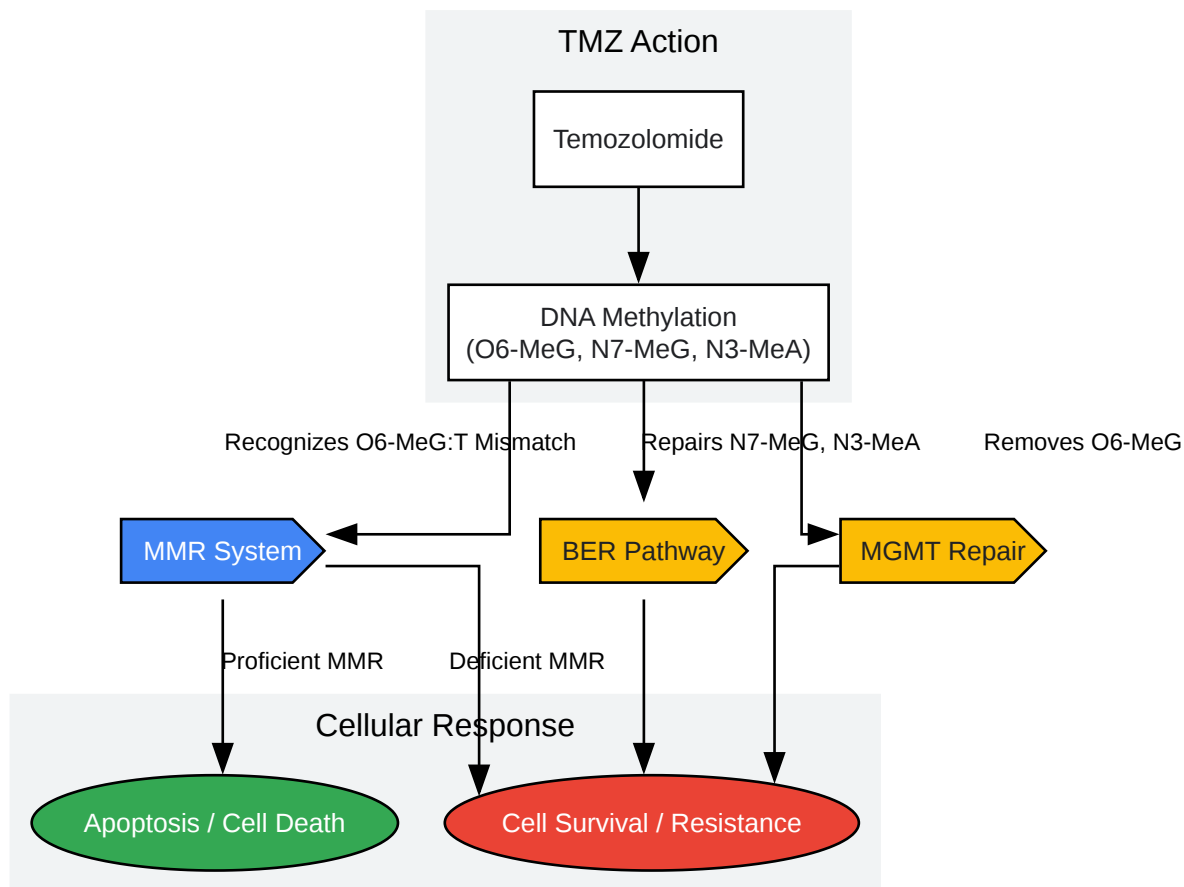 TMZ Action
Temozolomide
DNA Methylation
(O6-MeG, N7-MeG, N3-MeA)
Recognizes O6-MeG:T Mismatch
Repairs N7-MeG, N3-MeA
Removes O6-MeG
MMR System
BER Pathway
MGMT Repair
Proficient MMR
Deficient MMR
Cellular Response
Apoptosis / Cell Death
Cell Survival / Resistance